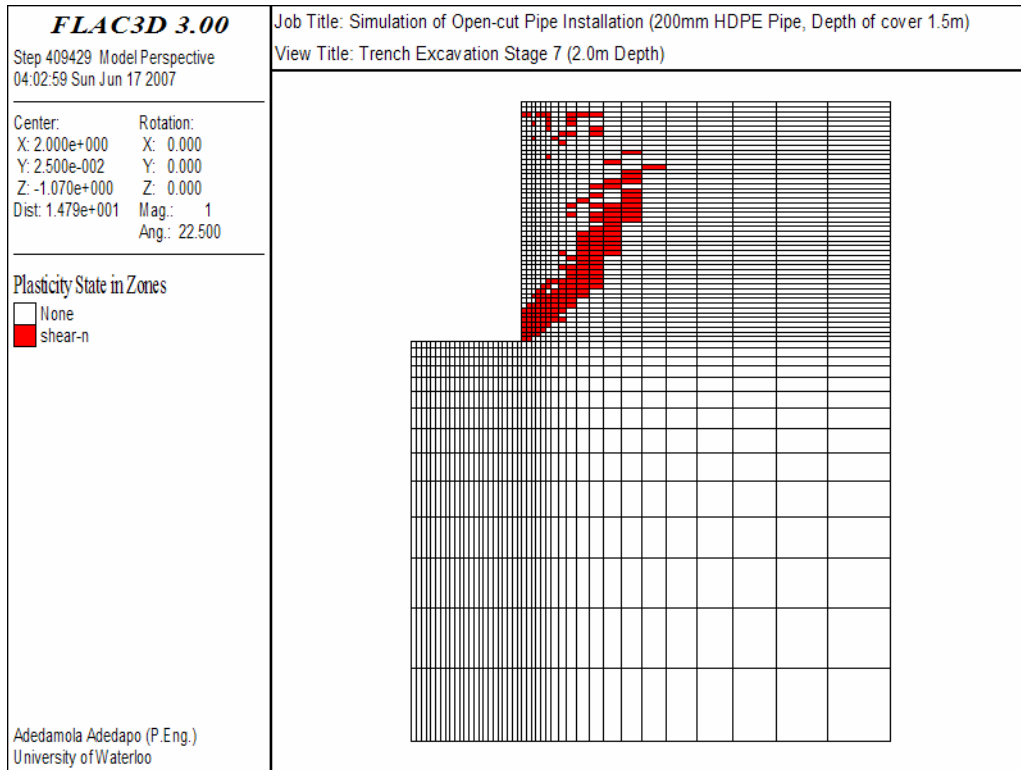 FLAC3D 3.00
Step 409429 Model Perspective
04:02:59 Sun Jun 17 2007
Center:
X: 2.000e+000
Y: 2.500e-002
Z: -1.070e+000
Dist: 1.479e+001
Rotation:
X: 0.000
Y: 0.000
Z: 0.000
Mag.: 1
Ang.: 22.500
Plasticity State in Zones
None
shear-n
Adedamola Adedapo (P.Eng.)
University of Waterloo
Job Title: Simulation of Open-cut Pipe Installation (200mm HDPE Pipe, Depth of cover 1.5m)
View Title: Trench Excavation Stage 7 (2.0m Depth)